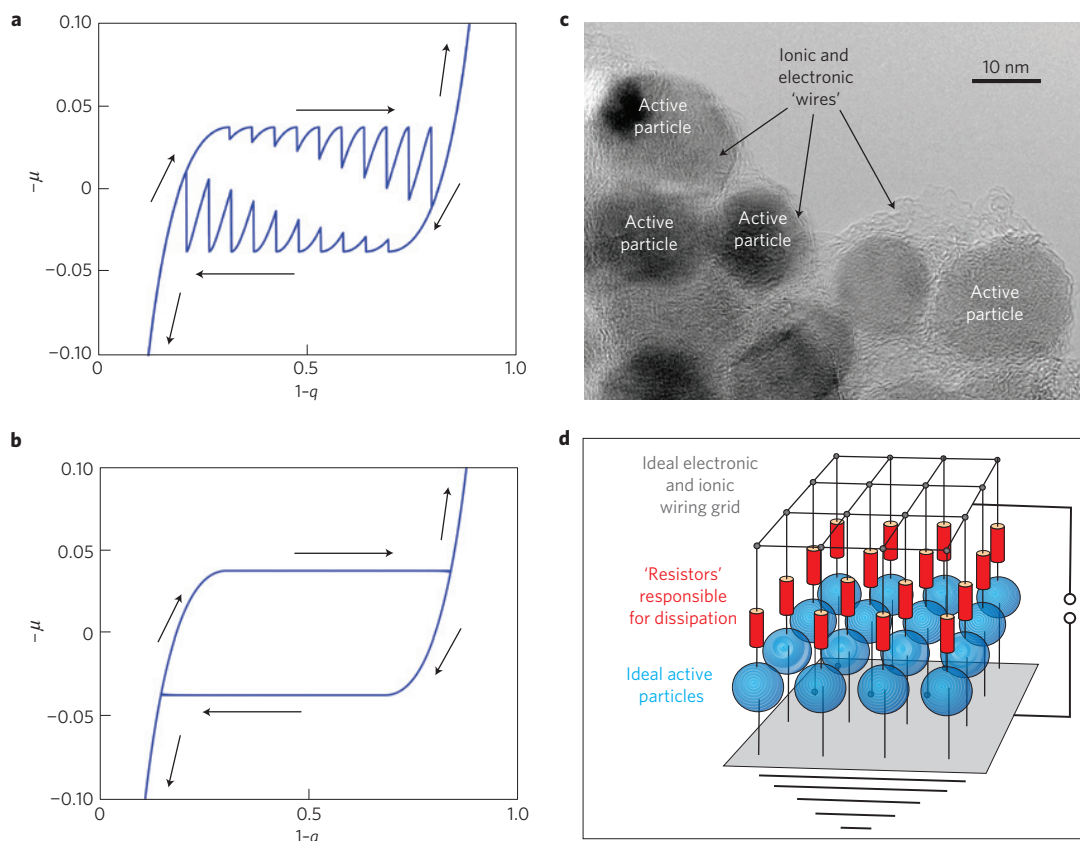 a
0.10
0.05
0
−0.05
−0.10
−μ
0
0.5
1.0
1-q
b
0.10
0.05
0
−0.05
−0.10
−μ
0
0.5
1.0
1-q
c
Ionic and
electronic
'wires'
10 nm
Active
particle
Active
particle
Active
particle
Active
particle
d
Ideal electronic
and ionic
wiring grid
'Resistors'
responsible
for dissipation
Ideal active
particles